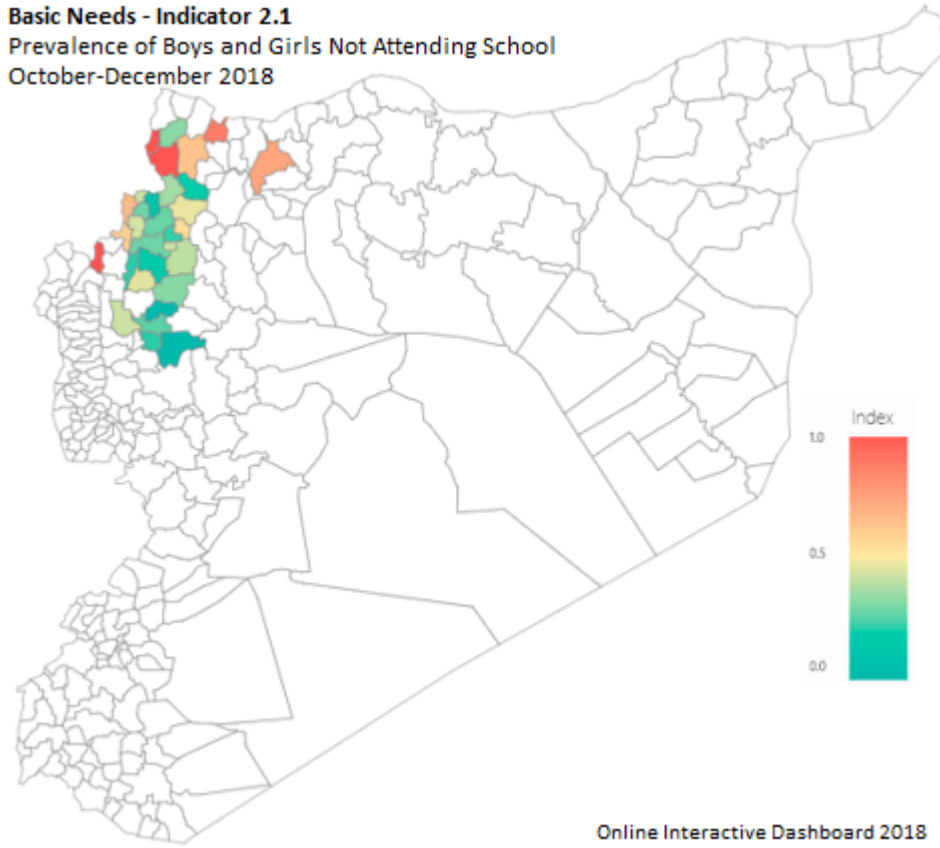 Basic Needs - Indicator 2.1
Prevalence of Boys and Girls Not Attending School
October-December 2018
Index
1.0
0.5
0.0
Online Interactive Dashboard 2018